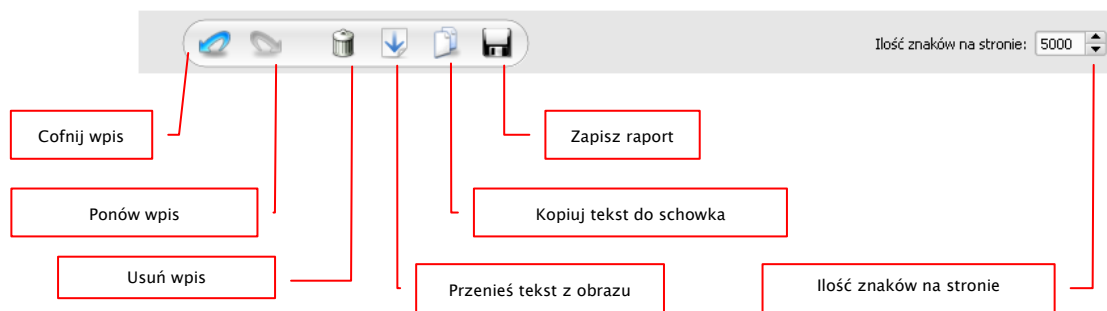 Ilość znaków na stronie: 5000
Cofnij wpis
Zapisz raport
Ponów wpis
Kopiuj tekst do schowka
Usuń wpis
Przenieś tekst z obrazu
Ilość znaków na stronie